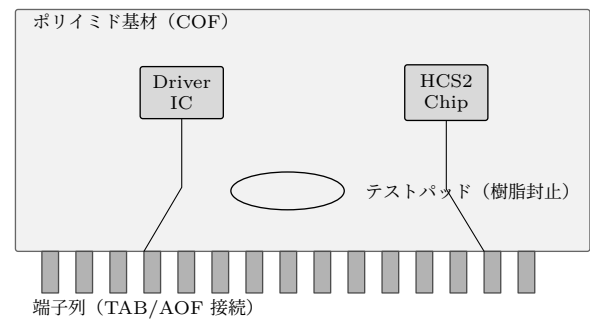 ポリイミド基材（COF）
Driver
IC
HCS2
Chip
テストパッド（樹脂封止）
端子列（TAB/AOF 接続）